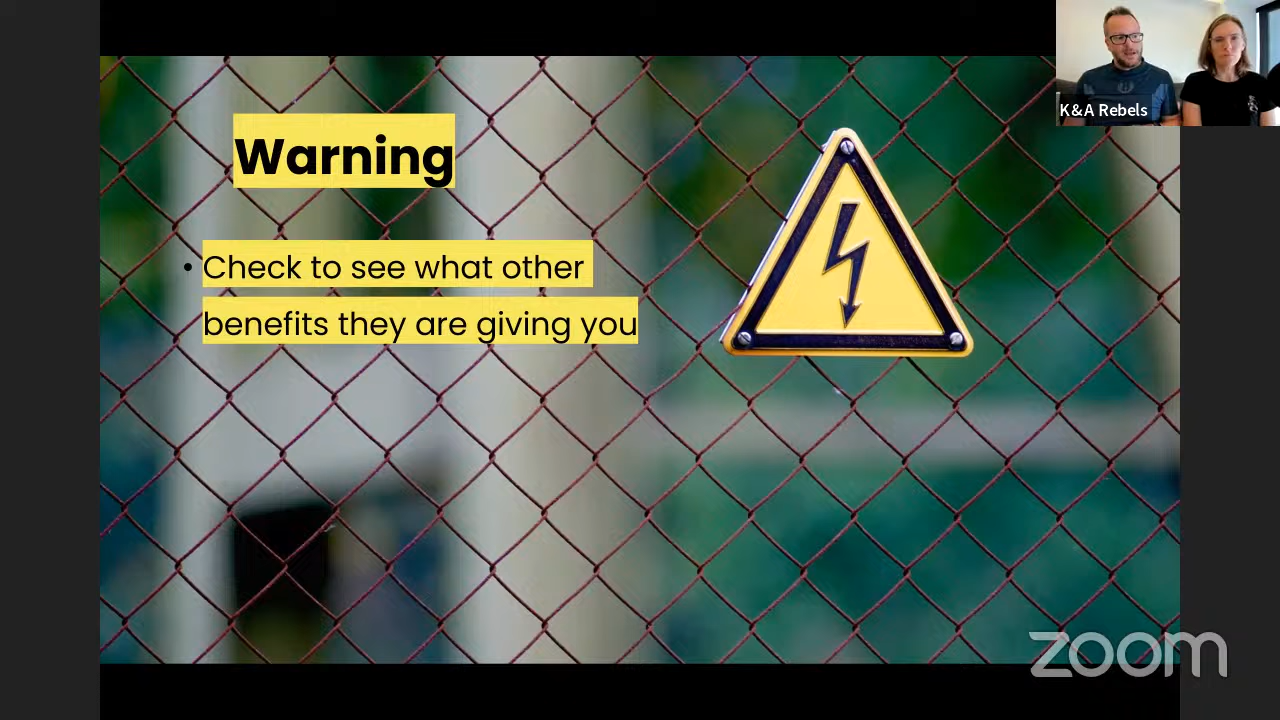 K&A Rebels
Warning
• Check to see what other
benefits they are giving you
zoom